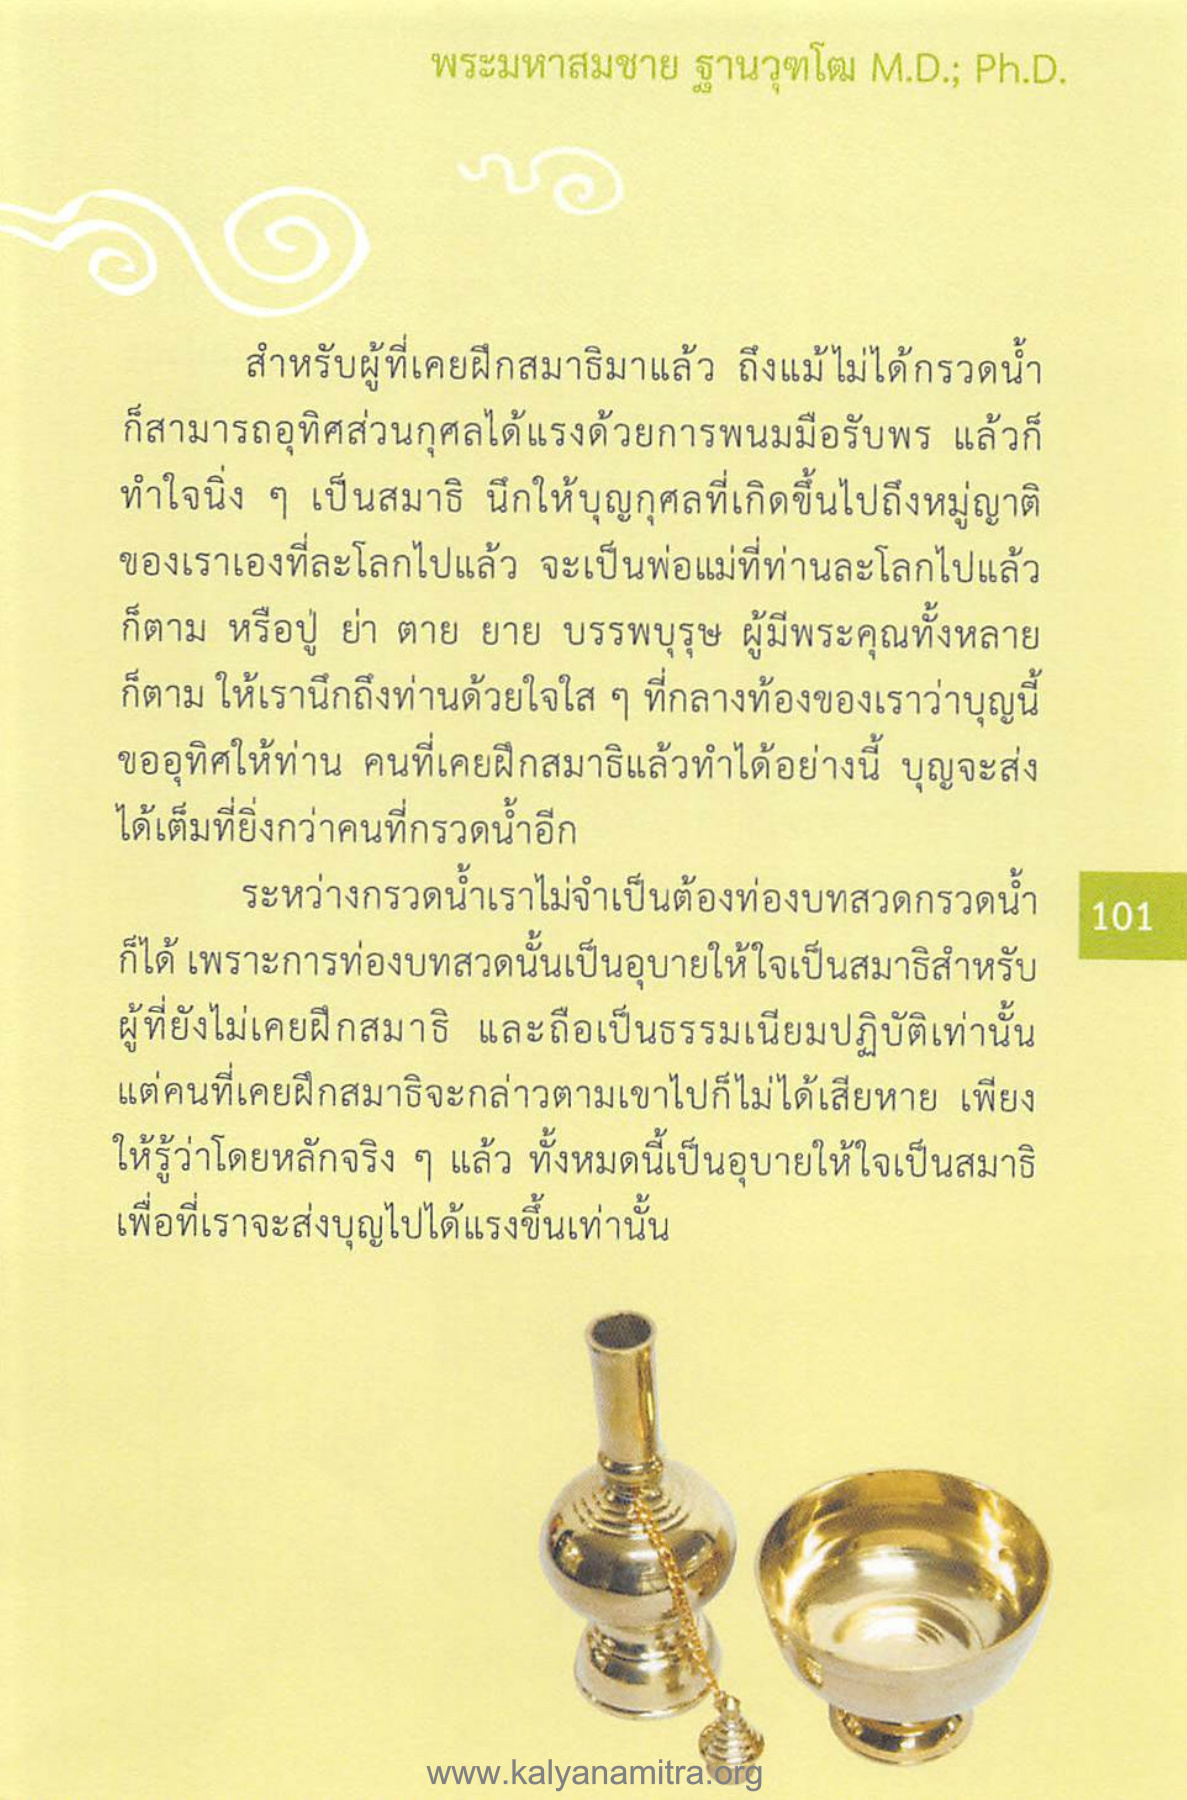 พระมหาสมชาย ฐานวุฑโฒ M.D.; Ph.D.
สำหรับผู้ที่เคยฝึกสมาธิมาแล้ว ถึงแม้ไม่ได้กรวดน้ำ
ก็สามารถอุทิศส่วนกุศลได้แรงด้วยการพนมมือรับพร แล้วก็
ทำใจนิ่ง ๆ เป็นสมาธิ นึกให้บุญกุศลที่เกิดขึ้นไปถึงหมู่ญาติ
ของเราเองที่ละโลกไปแล้ว จะเป็นพ่อแม่ที่ท่านละโลกไปแล้ว
ก็ตาม หรือปู่ ย่า ตาย ยาย บรรพบุรุษ ผู้มีพระคุณทั้งหลาย
ก็ตาม ให้เรานึกถึงท่านด้วยใจใส ๆ ที่กลางท้องของเราว่าบุญนี้
ขออุทิศให้ท่าน คนที่เคยฝึกสมาธิแล้วทำได้อย่างนี้ บุญจะส่ง
ได้เต็มที่ยิ่งกว่าคนที่กรวดน้ำอีก
ระหว่างกรวดน้ำเราไม่จำเป็นต้องท่องบทสวดกรวดน้ำ
ก็ได้ เพราะการท่องบทสวดนั้นเป็นอุบายให้ใจเป็นสมาธิสำหรับ
ผู้ที่ยังไม่เคยฝึกสมาธิ และถือเป็นธรรมเนียมปฏิบัติเท่านั้น
แต่คนที่เคยฝึกสมาธิจะกล่าวตามเขาไปก็ไม่ได้เสียหาย เพียง
ให้รู้ว่าโดยหลักจริง ๆ แล้ว ทั้งหมดนี้เป็นอุบายให้ใจเป็นสมาธิ
เพื่อที่เราจะส่งบุญไปได้แรงขึ้นเท่านั้น
101
www.kalyanamitra.org